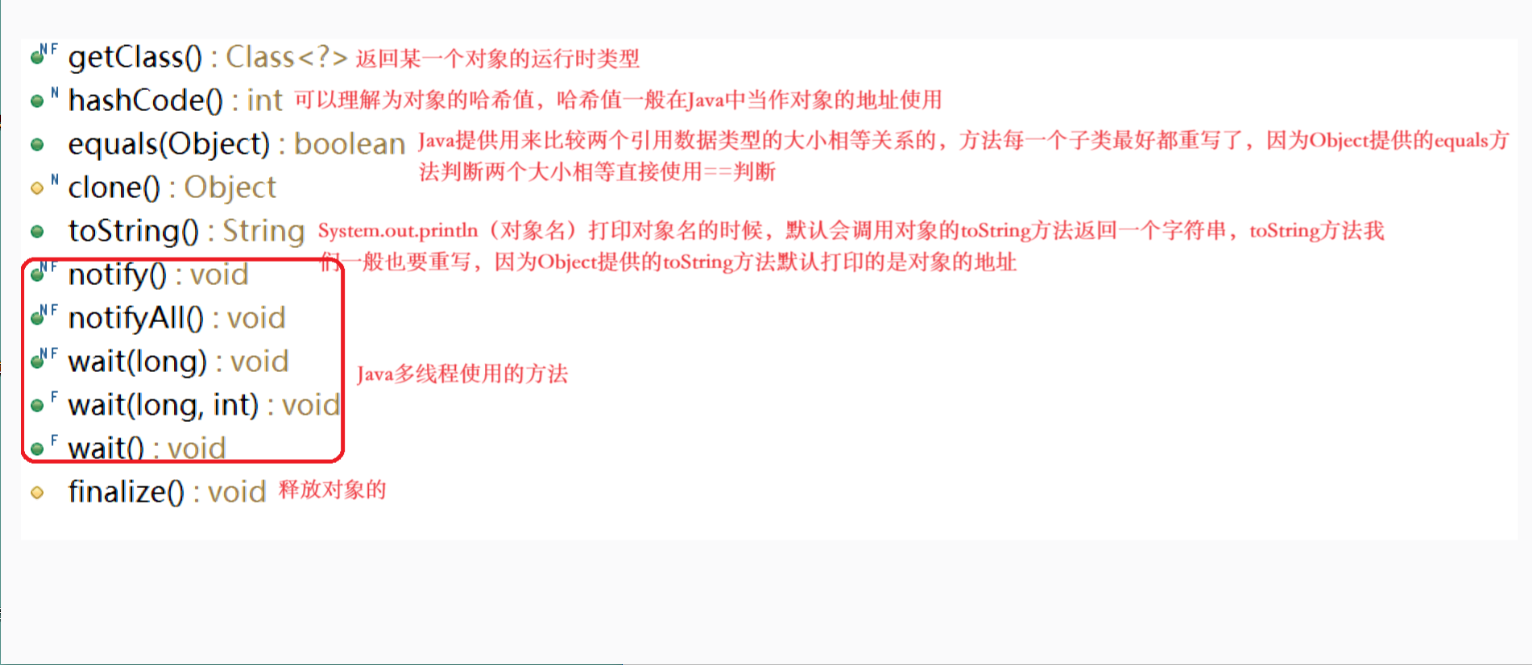 NF getClass() : Class<?> 返回某一个对象的运行时类型
N hashCode() : int 可以理解为对象的哈希值，哈希值一般在Java中当作对象的地址使用
equals(Object) : boolean Java提供用来比较两个引用数据类型的大小相等关系的，方法每一个子类最好都重写了，因为Object提供的equals方
法判断两个大小相等直接使用==判断
N clone() : Object
toString() : String System.out.println（对象名）打印对象名的时候，默认会调用对象的toString方法返回一个字符串，toString方法我
们一般也要重写，因为Object提供的toString方法默认打印的是对象的地址
NF notify() : void
NF notifyAll() : void
NF wait(long) : void
Java多线程使用的方法
F wait(long, int) : void
F wait() : void
finalize() : void 释放对象的